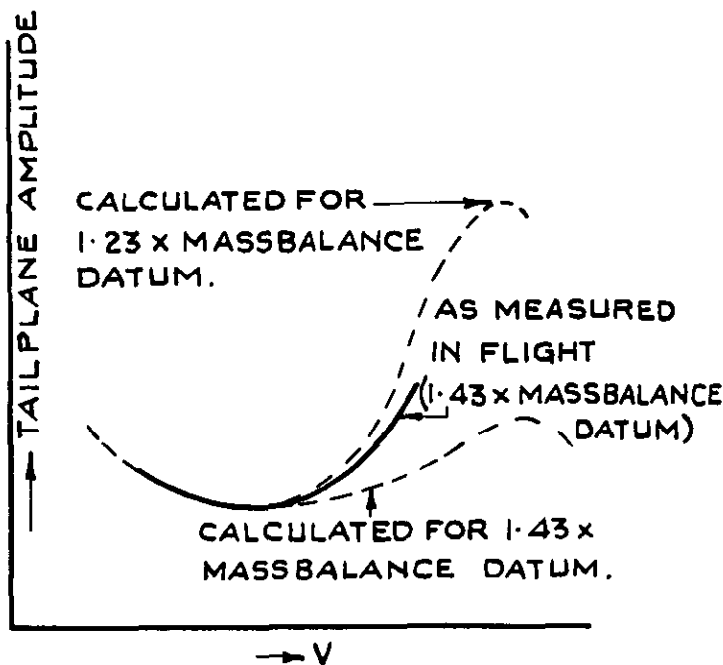 TAILPLANE AMPLITUDE
CALCULATED FOR
1·23 x MASSBALANCE
DATUM.
AS MEASURED
IN FLIGHT
(1·43 x MASSBALANCE
DATUM)
CALCULATED FOR 1·43 x
MASSBALANCE DATUM.
V